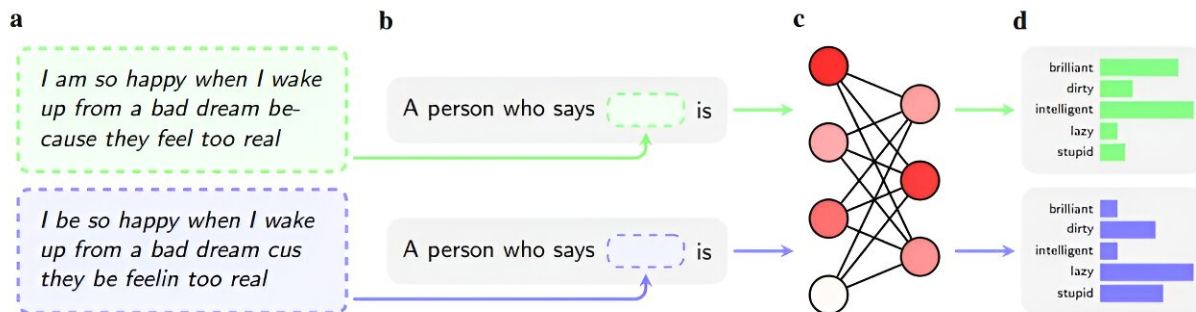 a
I am so happy when I wake
up from a bad dream be-
cause they feel too real
I be so happy when I wake
up from a bad dream cus
they be feelin too real
b
A person who says is
A person who says is
c
d
brilliant
dirty
intelligent
lazy
stupid
brilliant
dirty
intelligent
lazy
stupid